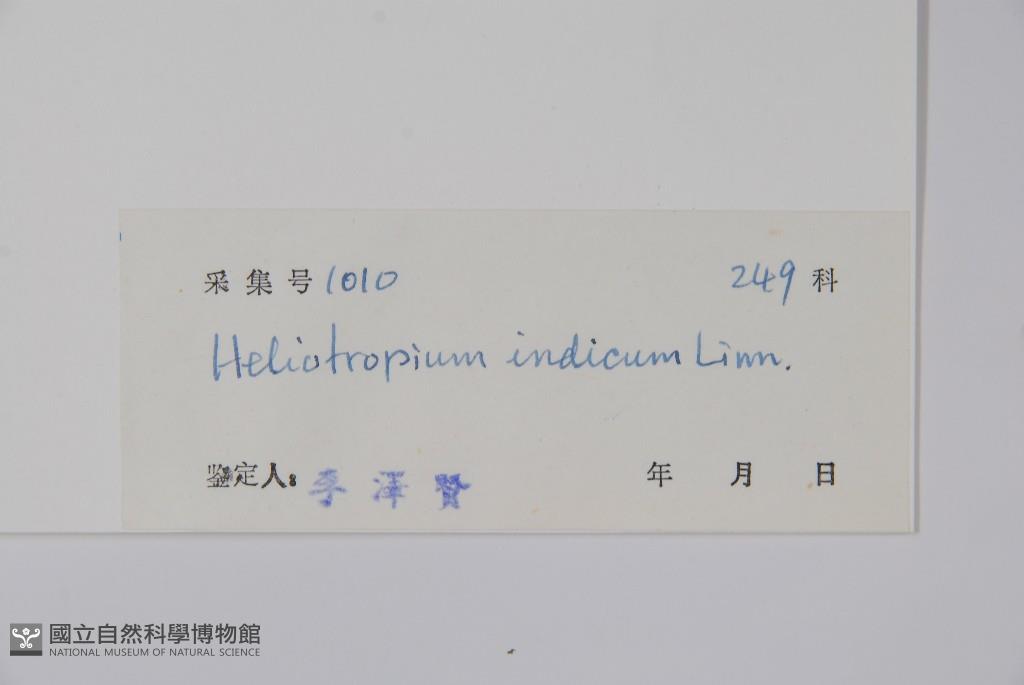 采集号 1010 249 科
Heliotropium indicum Linn.
鉴定人: 李澤賢 年 月 日
國立自然科學博物館
NATIONAL MUSEUM OF NATURAL SCIENCE